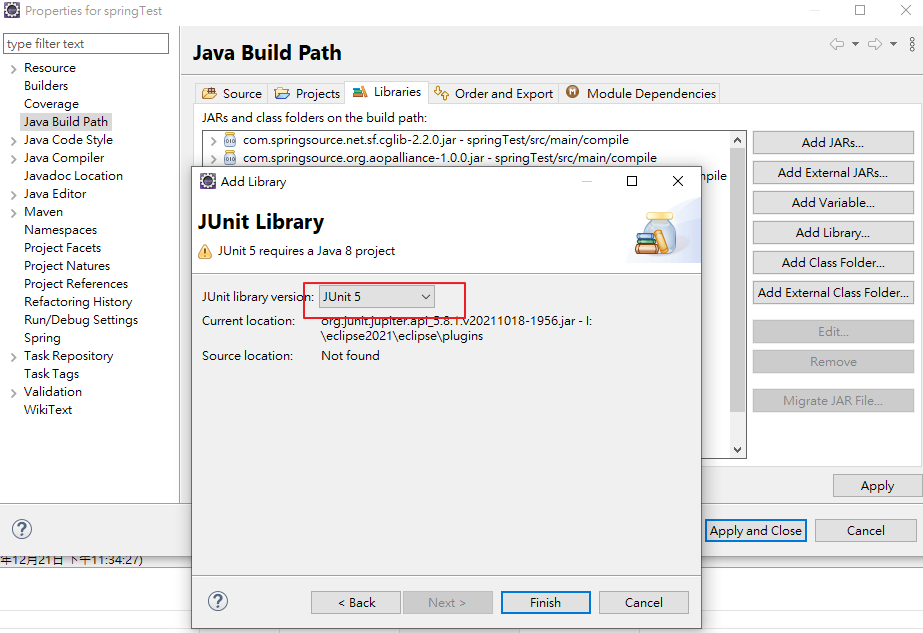 Properties for springTest
type filter text
Resource
Builders
Coverage
Java Build Path
Java Code Style
Java Compiler
Javadoc Location
Java Editor
Maven
Namespaces
Project Facets
Project Natures
Project References
Refactoring History
Run/Debug Settings
Spring
Task Repository
Task Tags
Validation
WikiText
Java Build Path
Source Projects Libraries Order and Export Module Dependencies
JARs and class folders on the build path:
com.springsource.net.sf.cglib-2.2.0.jar - springTest/src/main/compile
com.springsource.org.aopalliance-1.0.0.jar - springTest/src/main/compile
mpile
Add JARs...
Add External JARs...
Add Variable...
Add Library...
Add Class Folder...
Add External Class Folder...
Edit...
Remove
Migrate JAR File...
Apply
Apply and Close Cancel
Add Library
JUnit Library
JUnit 5 requires a Java 8 project
JUnit library version: JUnit 5
Current location: org.junit.jupiter.api_5.8.1.v20211018-1956.jar - I:
\eclipse2021\eclipse\plugins
Source location: Not found
< Back Next > Finish Cancel
年12月21日 下午11:34:27)